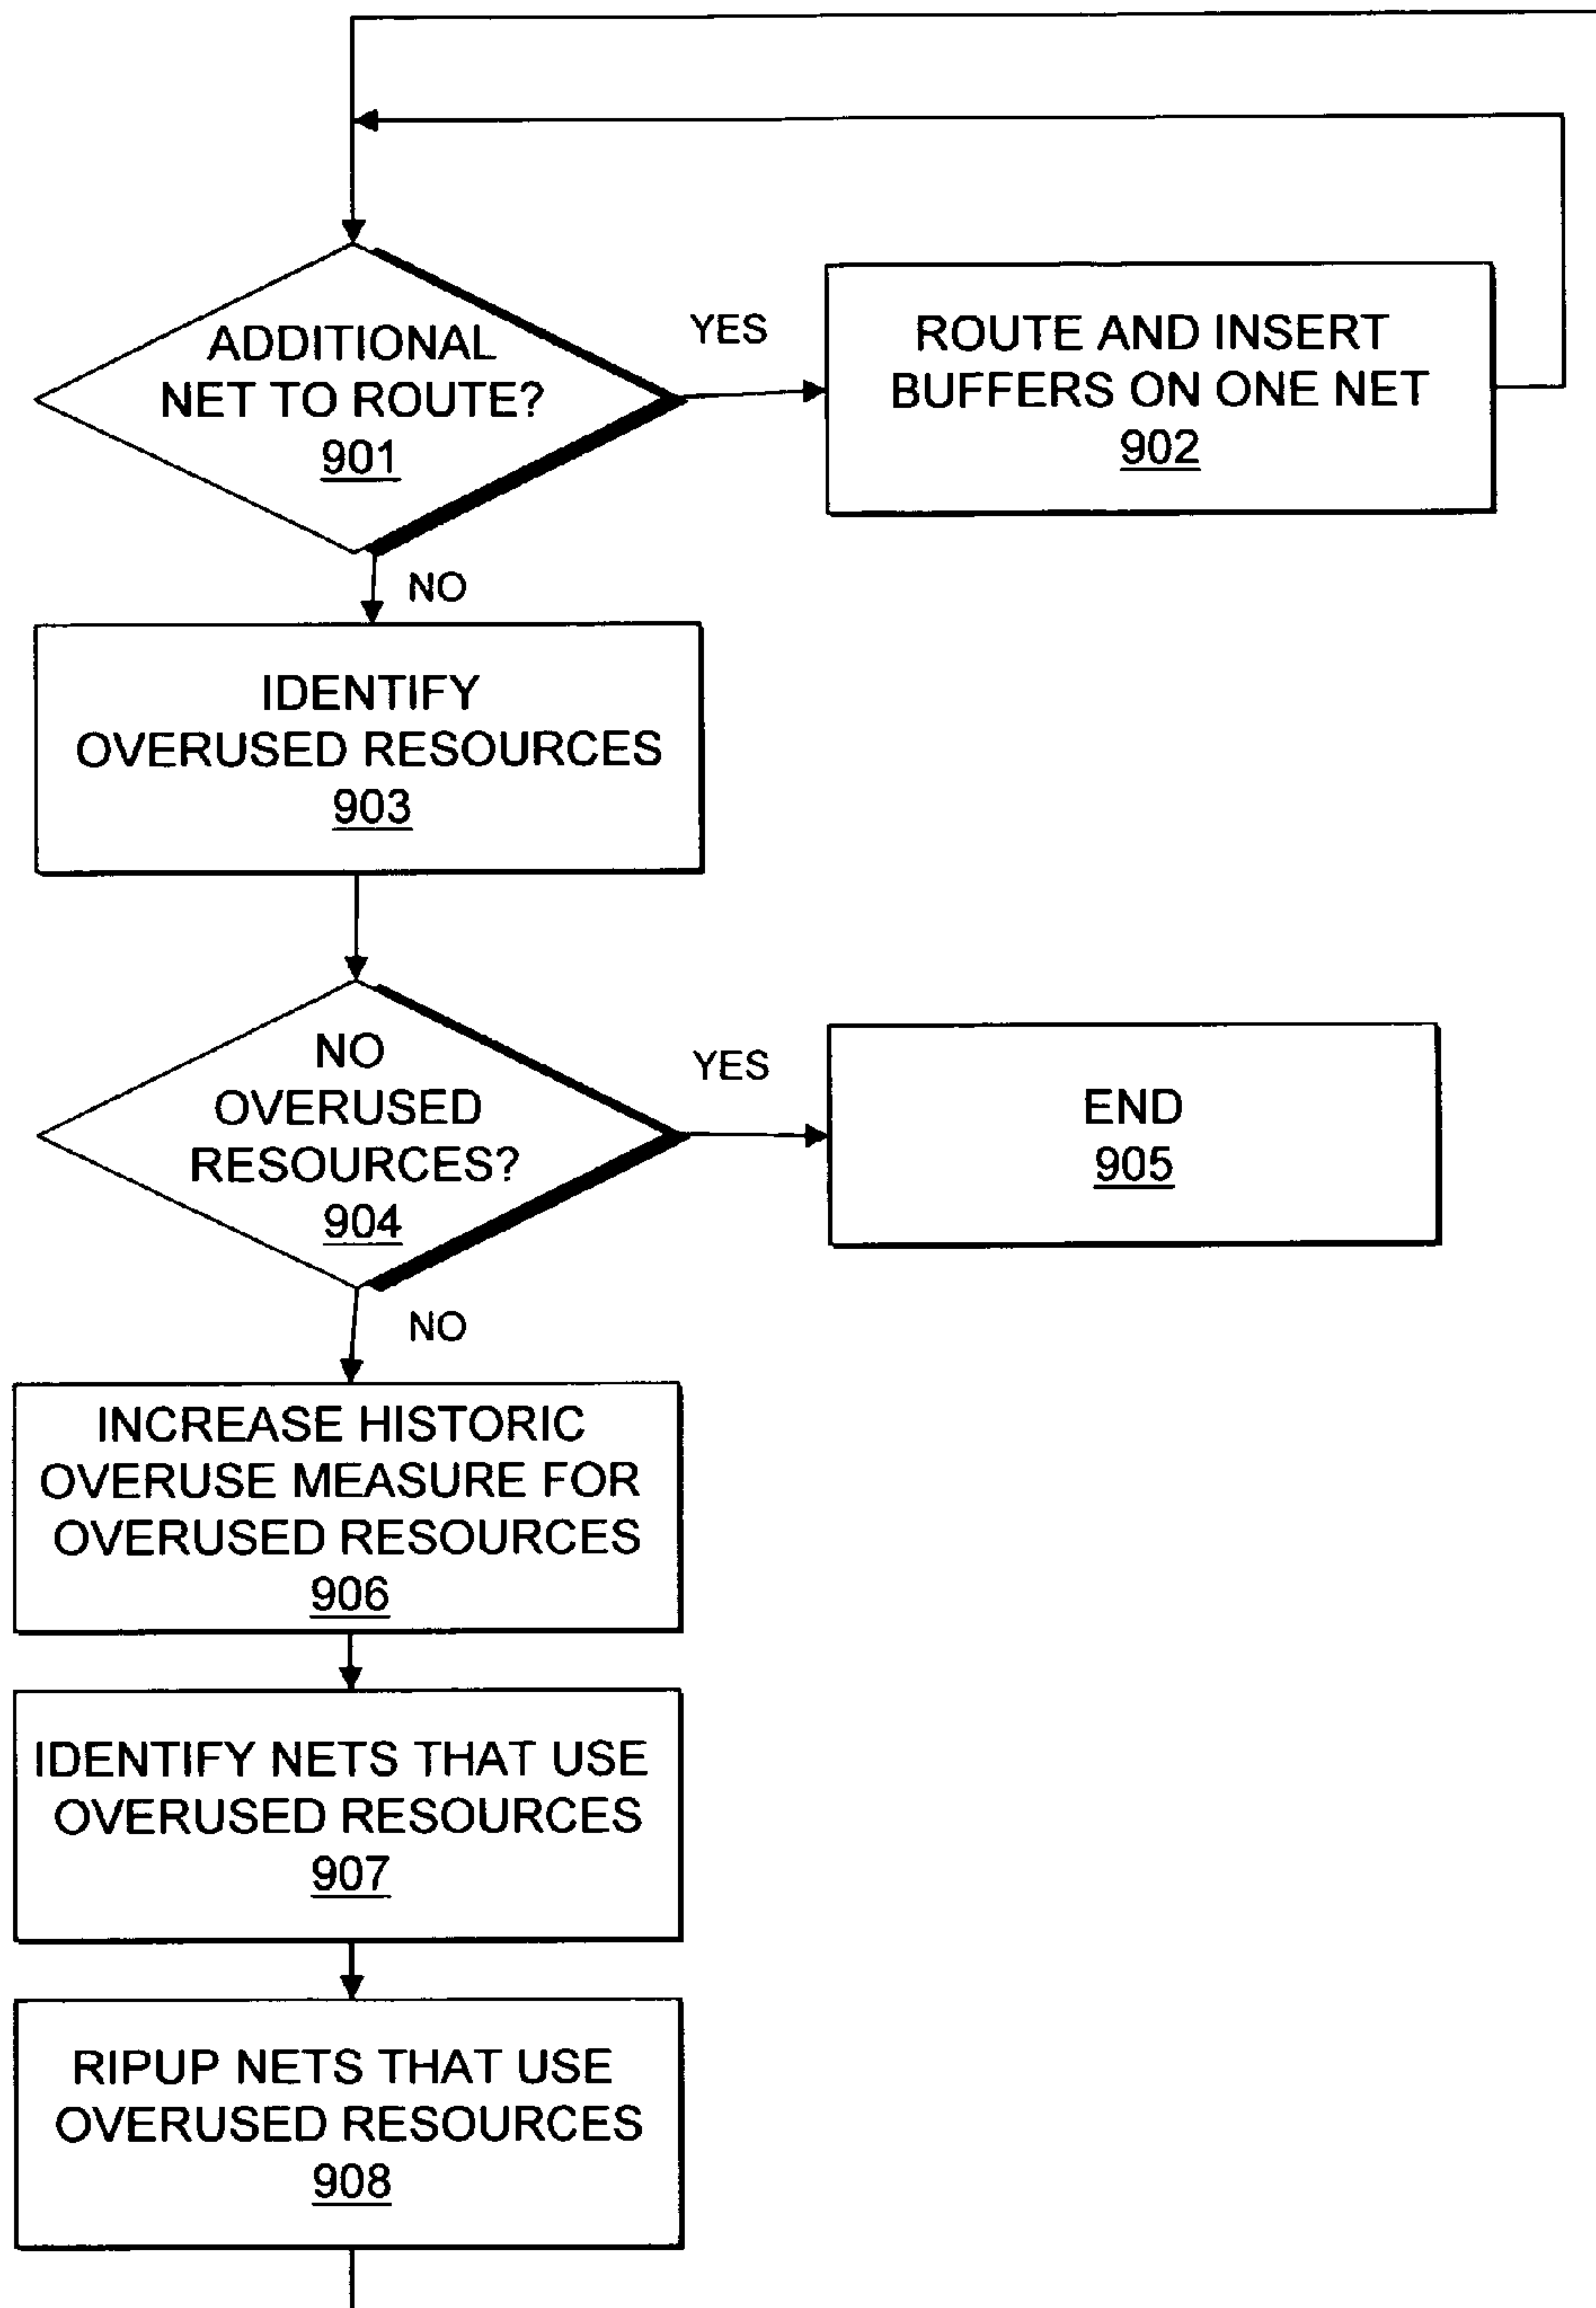 ADDITIONAL
NET TO ROUTE?
901
YES
ROUTE AND INSERT
BUFFERS ON ONE NET
902
NO
IDENTIFY
OVERUSED RESOURCES
903
NO
OVERUSED
RESOURCES?
904
YES
END
905
NO
INCREASE HISTORIC
OVERUSE MEASURE FOR
OVERUSED RESOURCES
906
IDENTIFY NETS THAT USE
OVERUSED RESOURCES
907
RIPUP NETS THAT USE
OVERUSED RESOURCES
908